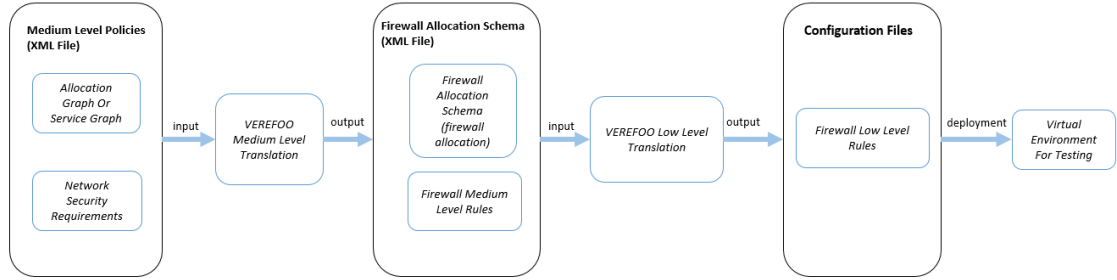 Medium Level Policies
(XML File)
Allocation
Graph Or
Service Graph
Network
Security
Requirements
input
VEREFOO
Medium Level
Translation
output
Firewall Allocation Schema
(XML File)
Firewall
Allocation
Schema
(firewall
allocation)
Firewall Medium
Level Rules
input
VEREFOO Low Level
Translation
output
Configuration Files
Firewall Low Level
Rules
deployment
Virtual
Environment
For Testing